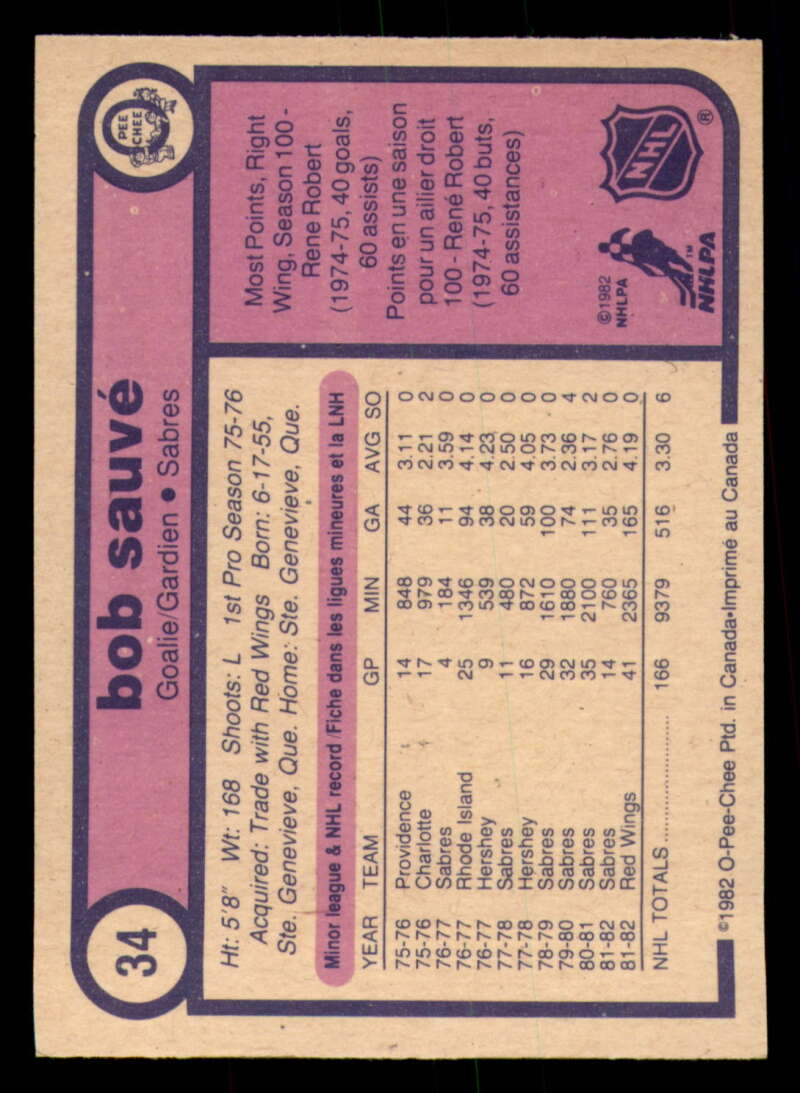 34
bob sauvé
Goalie/Gardien • Sabres
O
PEE
CHEE
Ht: 5'8" Wt: 168 Shoots: L 1st Pro Season 75-76
Acquired: Trade with Red Wings Born: 6-17-55,
Ste. Genevieve, Que. Home: Ste. Genevieve, Que.
Minor league & NHL record/Fiche dans les ligues mineures et la LNH
YEAR TEAM GP MIN GA AVG SO
75-76 Providence 14 848 44 3.11 0
75-76 Charlotte 17 979 36 2.21 2
76-77 Sabres 4 184 11 3.59 0
76-77 Rhode Island 25 1346 94 4.14 0
76-77 Hershey 9 539 38 4.23 0
77-78 Sabres 11 480 20 2.50 0
77-78 Hershey 16 872 59 4.05 0
78-79 Sabres 29 1610 100 3.73 0
79-80 Sabres 32 1880 74 2.36 4
80-81 Sabres 35 2100 111 3.17 2
81-82 Sabres 14 760 35 2.76 0
81-82 Red Wings 41 2365 165 4.19 0
NHL TOTALS.................... 166 9379 516 3.30 6
Most Points, Right
Wing, Season 100 -
Rene Robert
(1974-75, 40 goals,
60 assists)
Points en une saison
pour un ailier droit
100 - René Robert
(1974-75, 40 buts,
60 assistances)
©1982
NHLPA
NHLPA™
NHL®
©1982 O-Pee-Chee Ptd. in Canada•Imprimé au Canada